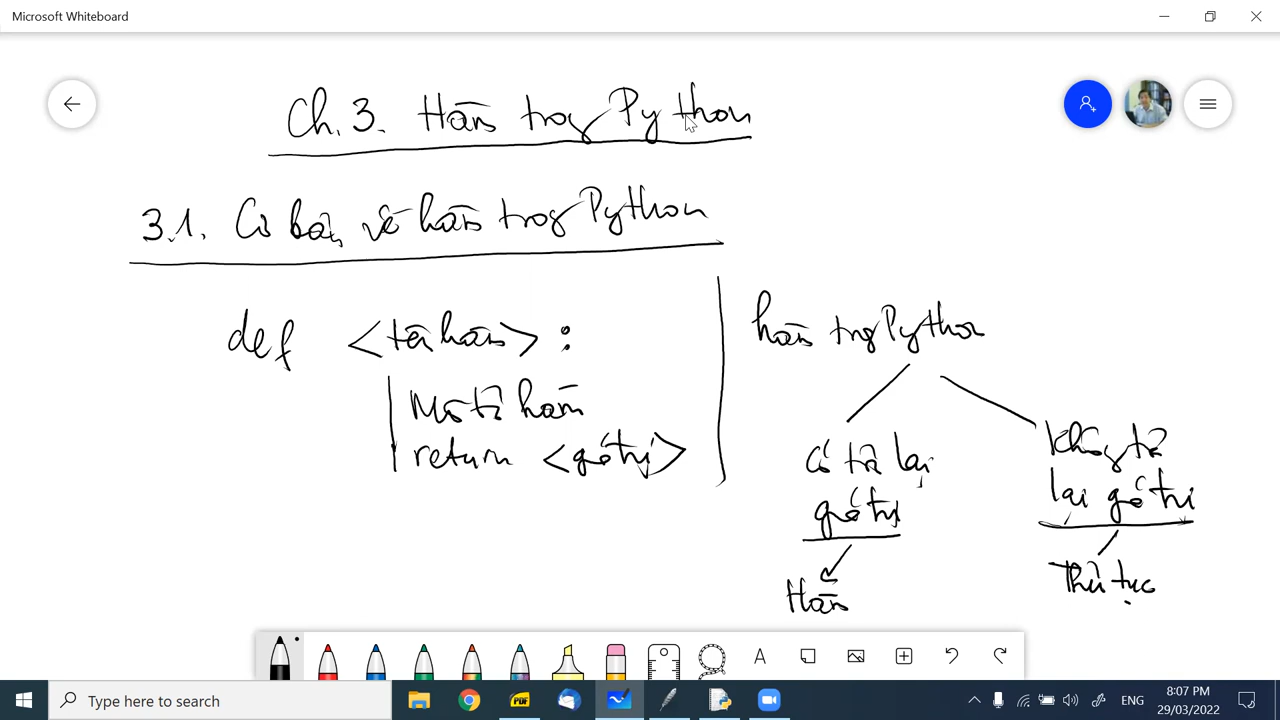 Microsoft Whiteboard
Ch.3. Hàm trong Python
3.1. Cơ bản về hàm trong Python
def <tên hàm> :
Mô tả hàm
return <giá trị>
hàm trong Python
Có trả lại
giá trị
Hàm
Không trả
lại giá trị
Thủ tục
A
PDF
Type here to search
ENG
8:07 PM
29/03/2022